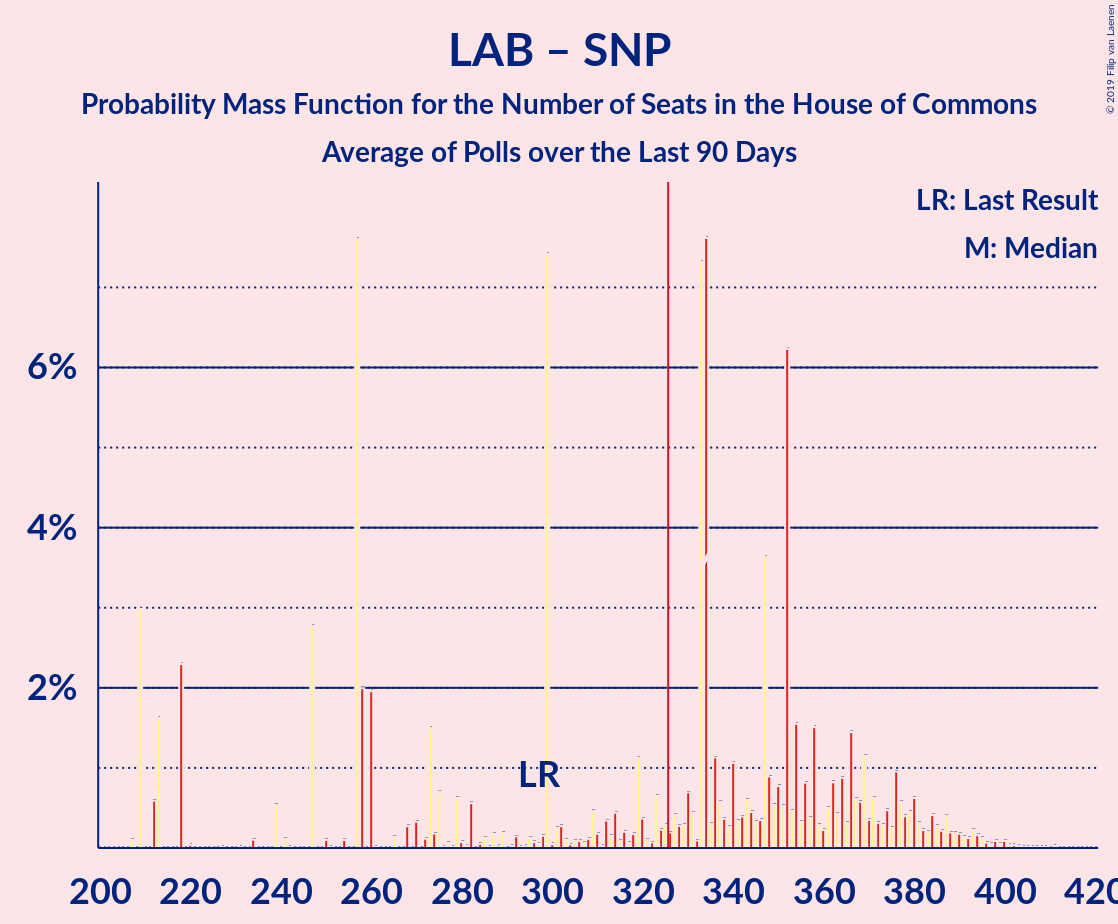 LAB – SNP
Probability Mass Function for the Number of Seats in the House of Commons
Average of Polls over the Last 90 Days
© 2019 Filip van Laenen
LR: Last Result
M: Median
6%
4%
2%
LR
200 220 240 260 280 300 320 340 360 380 400 420